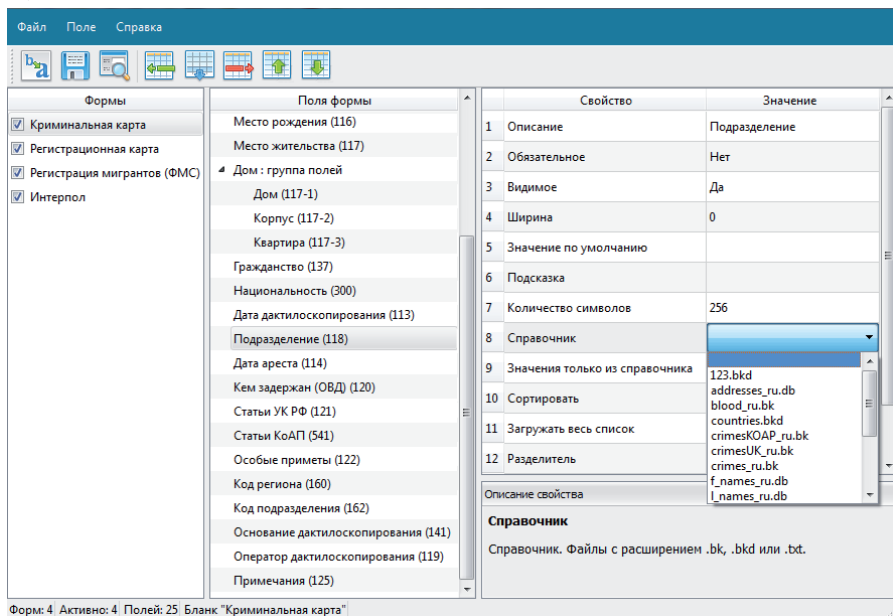 Файл Поле Справка
Формы
Криминальная карта
Регистрационная карта
Регистрация мигрантов (ФМС)
Интерпол
Поля формы
Место рождения (116)
Место жительства (117)
Дом : группа полей
Дом (117-1)
Корпус (117-2)
Квартира (117-3)
Гражданство (137)
Национальность (300)
Дата дактилоскопирования (113)
Подразделение (118)
Дата ареста (114)
Кем задержан (ОВД) (120)
Статьи УК РФ (121)
Статьи КоАП (541)
Особые приметы (122)
Код региона (160)
Код подразделения (162)
Основание дактилоскопирования (141)
Оператор дактилоскопирования (119)
Примечания (125)
Свойство Значение
1 Описание Подразделение
2 Обязательное Нет
3 Видимое Да
4 Ширина 0
5 Значение по умолчанию
6 Подсказка
7 Количество символов 256
8 Справочник
9 Значения только из справочника
10 Сортировать
11 Загружать весь список
12 Разделитель
123.bkd
addresses_ru.db
blood_ru.bk
countries.bkd
crimesKOAP_ru.bk
crimesUK_ru.bk
crimes_ru.bk
f_names_ru.db
l_names_ru.db
Описание свойства
Справочник
Справочник. Файлы с расширением .bk, .bkd или .txt.
Форм: 4 Активно: 4 Полей: 25 Бланк "Криминальная карта"